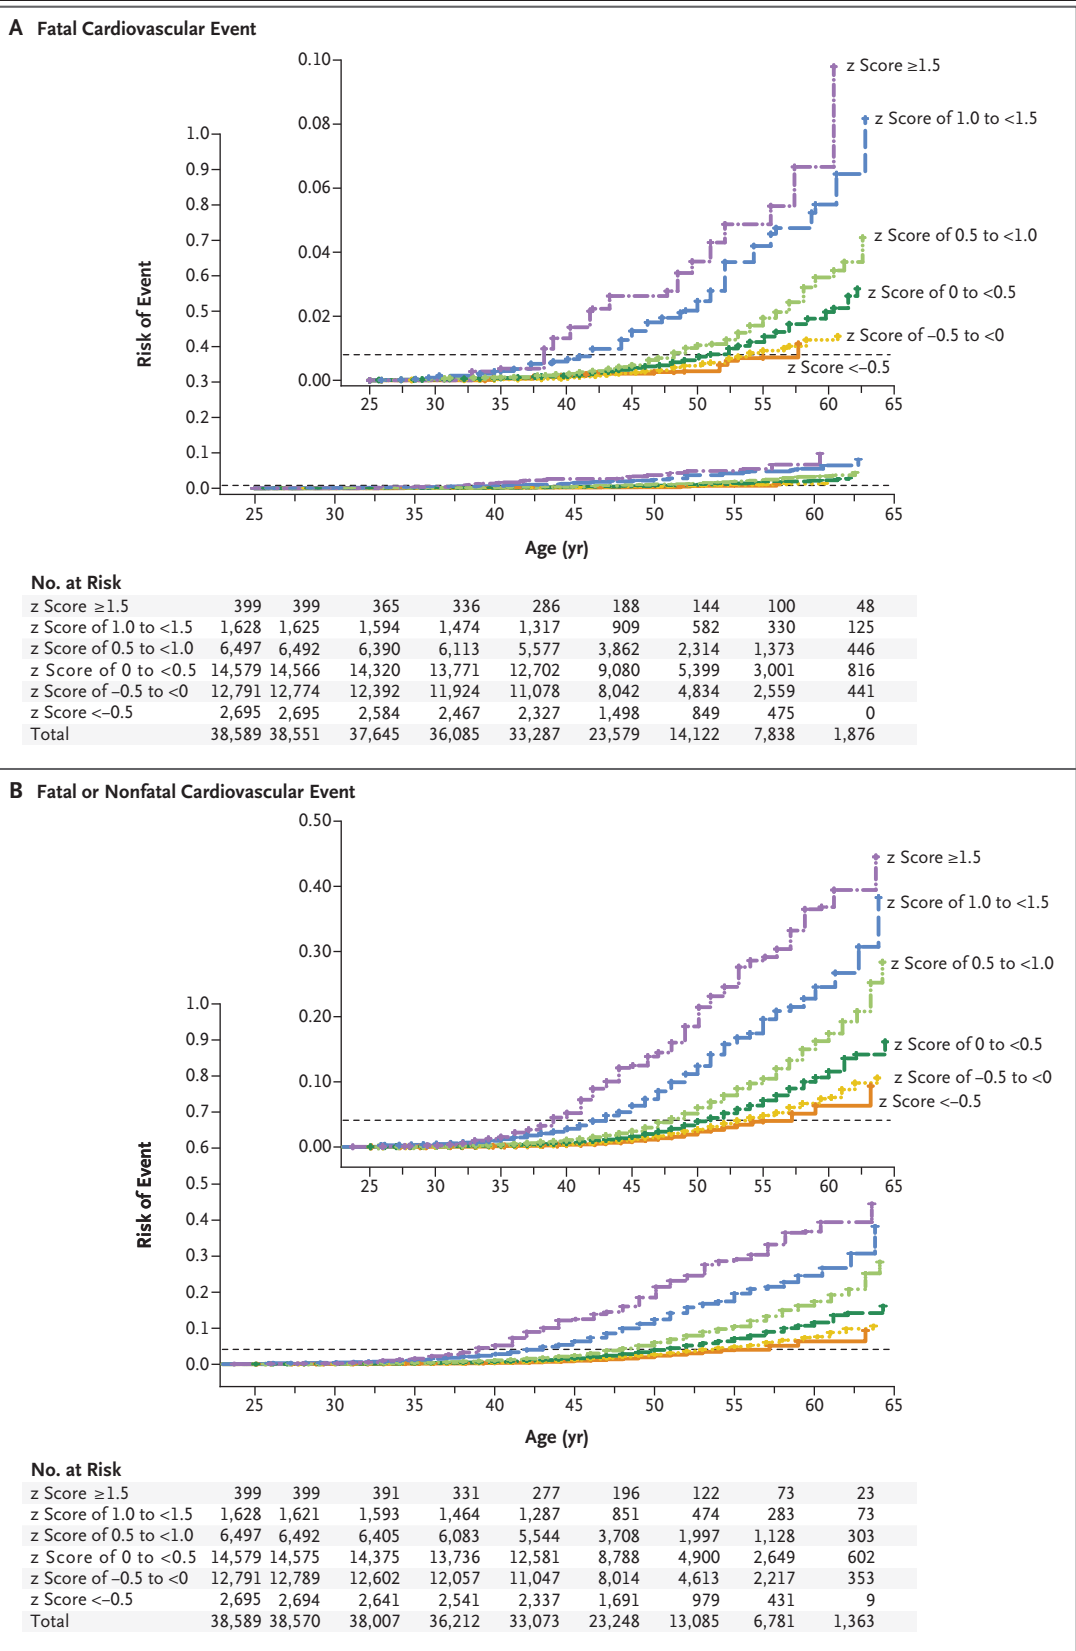 A Fatal Cardiovascular Event
0.10
0.08
0.06
0.04
0.02
0.00
z Score ≥1.5
z Score of 1.0 to <1.5
z Score of 0.5 to <1.0
z Score of 0 to <0.5
z Score of –0.5 to <0
z Score <–0.5
25 30 35 40 45 50 55 60 65
Risk of Event
1.0
0.9
0.8
0.7
0.6
0.5
0.4
0.3
0.2
0.1
0.0
25 30 35 40 45 50 55 60 65
Age (yr)
No. at Risk
z Score ≥1.5 399 399 365 336 286 188 144 100 48
z Score of 1.0 to <1.5 1,628 1,625 1,594 1,474 1,317 909 582 330 125
z Score of 0.5 to <1.0 6,497 6,492 6,390 6,113 5,577 3,862 2,314 1,373 446
z Score of 0 to <0.5 14,579 14,566 14,320 13,771 12,702 9,080 5,399 3,001 816
z Score of –0.5 to <0 12,791 12,774 12,392 11,924 11,078 8,042 4,834 2,559 441
z Score <–0.5 2,695 2,695 2,584 2,467 2,327 1,498 849 475 0
Total 38,589 38,551 37,645 36,085 33,287 23,579 14,122 7,838 1,876
B Fatal or Nonfatal Cardiovascular Event
0.50
0.40
0.30
0.20
0.10
0.00
z Score ≥1.5
z Score of 1.0 to <1.5
z Score of 0.5 to <1.0
z Score of 0 to <0.5
z Score of –0.5 to <0
z Score <–0.5
25 30 35 40 45 50 55 60 65
Risk of Event
1.0
0.9
0.8
0.7
0.6
0.5
0.4
0.3
0.2
0.1
0.0
25 30 35 40 45 50 55 60 65
Age (yr)
No. at Risk
z Score ≥1.5 399 399 391 331 277 196 122 73 23
z Score of 1.0 to <1.5 1,628 1,621 1,593 1,464 1,287 851 474 283 73
z Score of 0.5 to <1.0 6,497 6,492 6,405 6,083 5,544 3,708 1,997 1,128 303
z Score of 0 to <0.5 14,579 14,575 14,375 13,736 12,581 8,788 4,900 2,649 602
z Score of –0.5 to <0 12,791 12,789 12,602 12,057 11,047 8,014 4,613 2,217 353
z Score <–0.5 2,695 2,694 2,641 2,541 2,337 1,691 979 431 9
Total 38,589 38,570 38,007 36,212 33,073 23,248 13,085 6,781 1,363